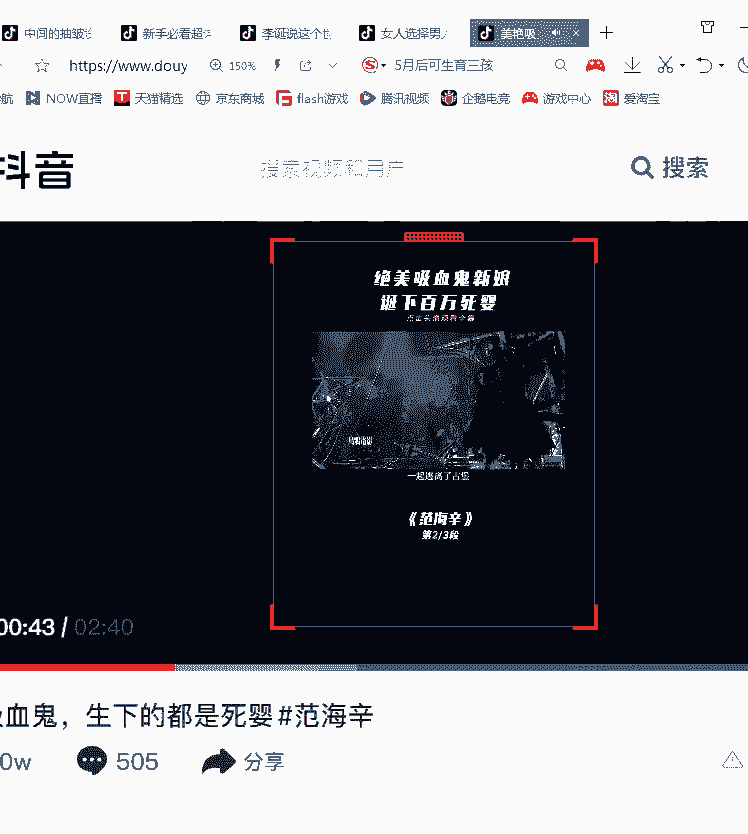 中间的抽皱
新手必看超
李诞说这个
女人选择男
美艳吸
https://www.douy
150%
5月后可生育三孩
航
NOW直播
天猫精选
京东商城
flash游戏
腾讯视频
企鹅电竞
游戏中心
爱淘宝
抖音
搜索视频和用户
搜索
绝美吸血鬼新娘
诞下百万死婴
一起逃离了古堡
《范海辛》
第2/3段
00:43 / 02:40
血鬼，生下的都是死婴#范海辛
0w
505
分享